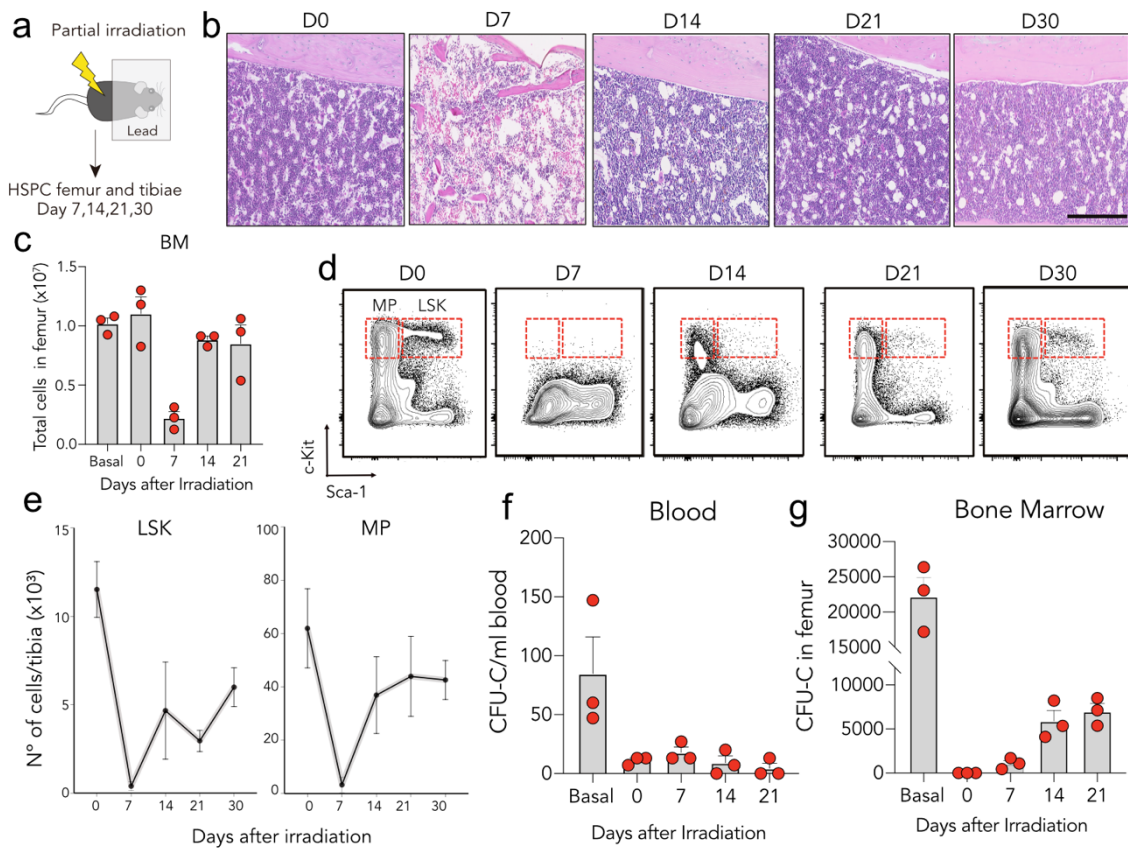 a
Partial irradiation
Lead
HSPC femur and tibiae
Day 7,14,21,30
b
D0 D7 D14 D21 D30
c
BM
Total cells in femur (x10⁷)
1.5
1.0
0.5
0.0
Basal 0 7 14 21
Days after Irradiation
d
D0 D7 D14 D21 D30
MP LSK
c-Kit
Sca-1
e
LSK
N° of cells/tibia (x10³)
15
10
5
0
0 7 14 21 30
MP
100
80
60
40
20
0
0 7 14 21 30
Days after irradiation
f
Blood
CFU-C/ml blood
200
150
100
50
0
Basal 0 7 14 21
Days after Irradiation
g
Bone Marrow
CFU-C in femur
30000
25000
20000
15000
10000
5000
0
Basal 0 7 14 21
Days after Irradiation